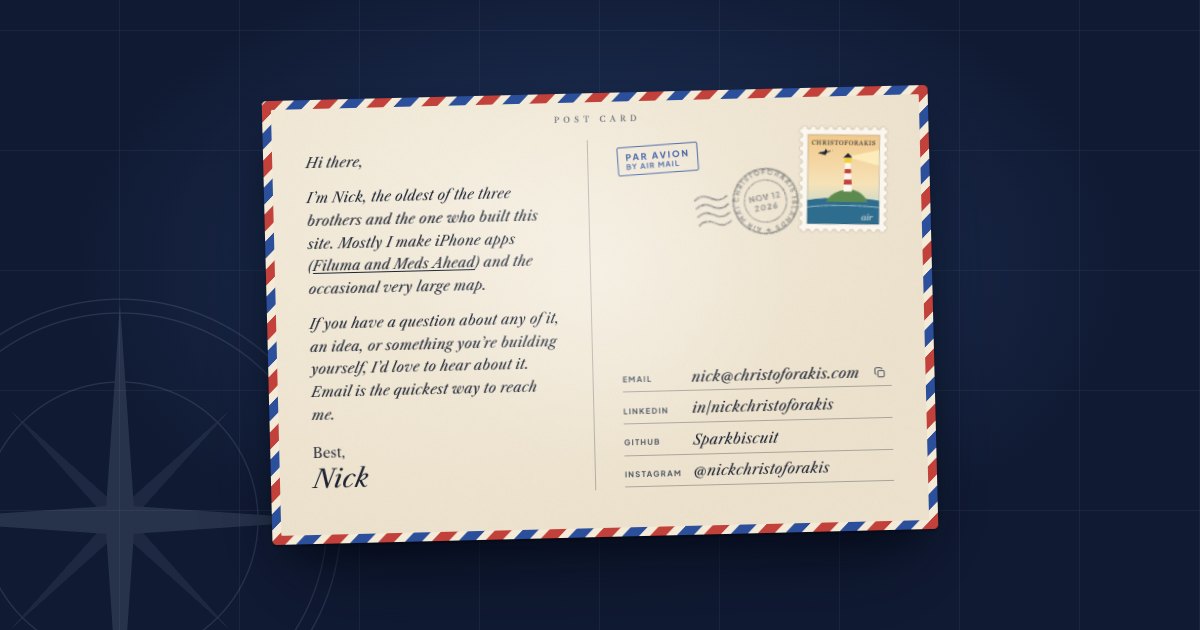 POST CARD
Hi there,
I'm Nick, the oldest of the three
brothers and the one who built this
site. Mostly I make iPhone apps
(Filuma and Meds Ahead) and the
occasional very large map.
If you have a question about any of it,
an idea, or something you're building
yourself, I'd love to hear about it.
Email is the quickest way to reach
me.
Best,
Nick
PAR AVION
BY AIR MAIL
NOV 12
2026
CHRISTOFORAKIS
air
EMAIL nick@christoforakis.com
LINKEDIN in/nickchristoforakis
GITHUB Sparkbiscuit
INSTAGRAM @nickchristoforakis